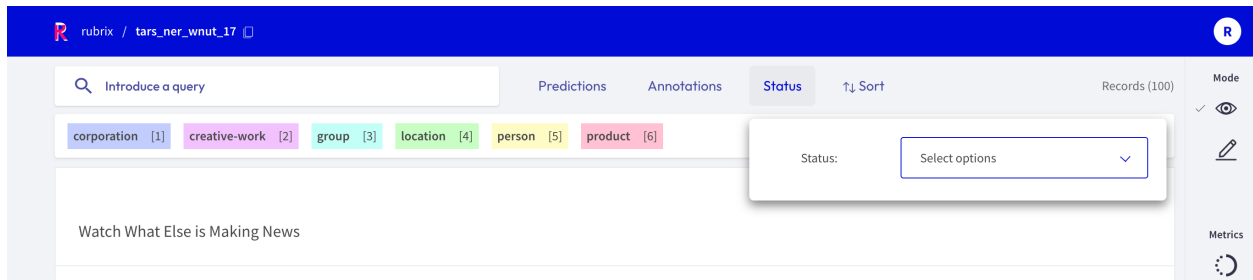 R rubrix / tars_ner_wnut_17 R
Introduce a query Predictions Annotations Status Sort Records (100) Mode
corporation [1] creative-work [2] group [3] location [4] person [5] product [6]
Status: Select options
Watch What Else is Making News
Metrics